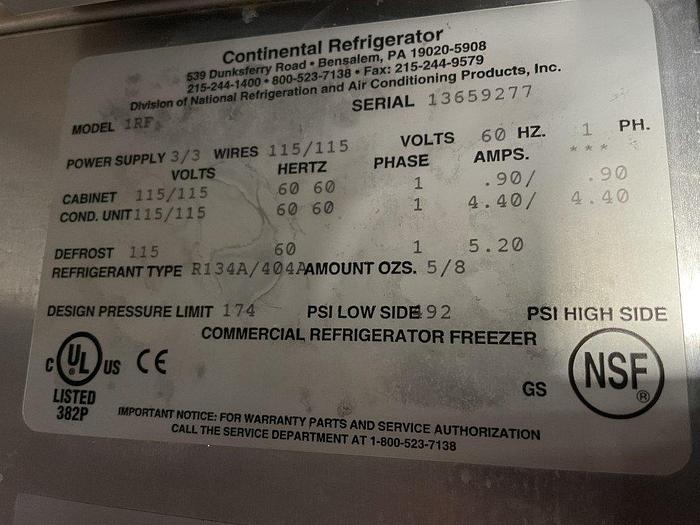 Continental Refrigerator
539 Dunksferry Road • Bensalem, PA 19020-5908
215-244-1400 • 800-523-7138 • Fax: 215-244-9579
Division of National Refrigeration and Air Conditioning Products, Inc.
SERIAL 13659277
MODEL 1RF
POWER SUPPLY 3/3 WIRES 115/115 VOLTS 60 HZ. 1 PH.
VOLTS HERTZ PHASE AMPS. ***
CABINET 115/115 60 60 1 .90/ .90
COND. UNIT 115/115 60 60 1 4.40/ 4.40
DEFROST 115 60 1 5.20
REFRIGERANT TYPE R134A/404A AMOUNT OZS. 5/8
DESIGN PRESSURE LIMIT 174 PSI LOW SIDE 492 PSI HIGH SIDE
COMMERCIAL REFRIGERATOR FREEZER
C UL US CE
®
LISTED
382P
GS
NSF
®
IMPORTANT NOTICE: FOR WARRANTY PARTS AND SERVICE AUTHORIZATION
CALL THE SERVICE DEPARTMENT AT 1-800-523-7138